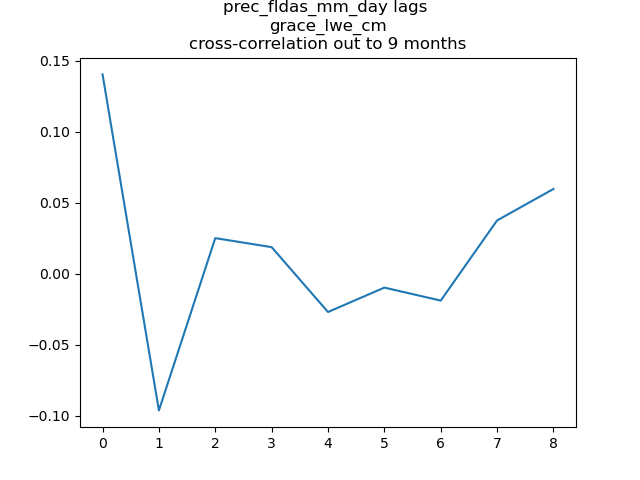 prec_fldas_mm_day lags
grace_lwe_cm
cross-correlation out to 9 months
0.15
0.10
0.05
0.00
−0.05
−0.10
0 1 2 3 4 5 6 7 8